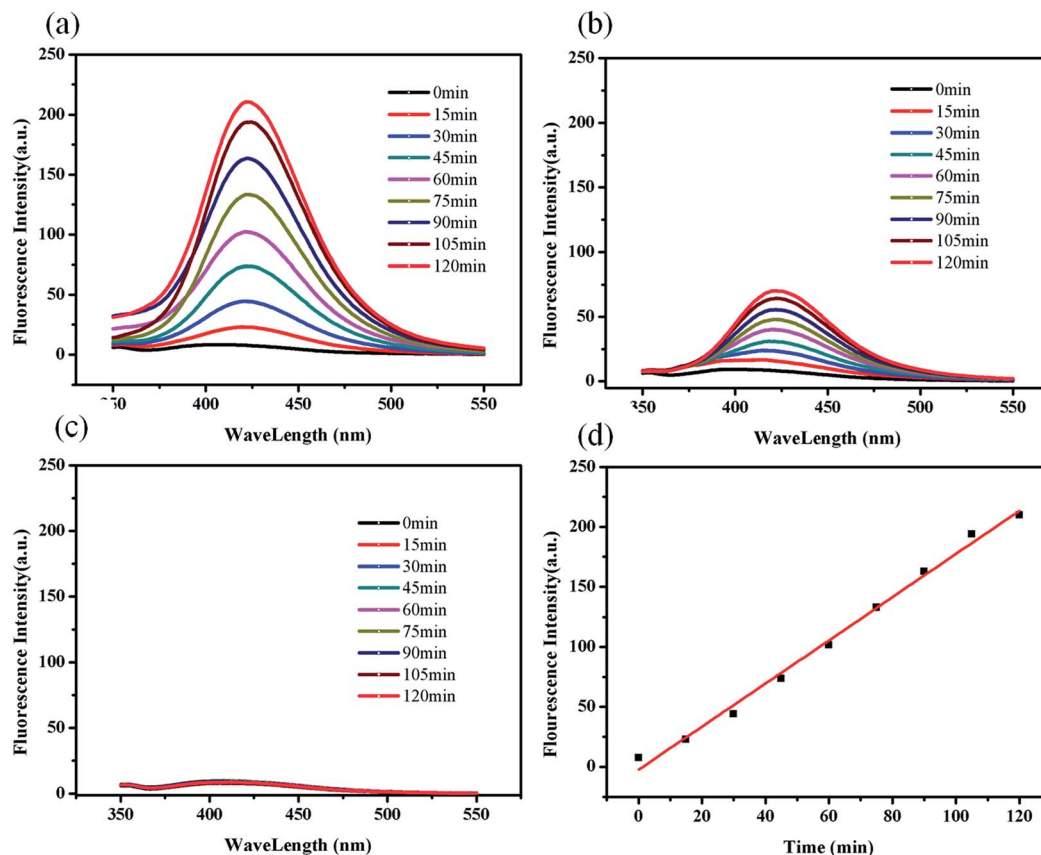 (a)
250
200
150
100
50
0
Fluorescence Intensity(a.u.)
0min
15min
30min
45min
60min
75min
90min
105min
120min
400
450
500
550
WaveLength (nm)
(b)
250
200
150
100
50
0
Fluorescence Intensity(a.u.)
0min
15min
30min
45min
60min
75min
90min
105min
120min
350
400
450
500
550
WaveLength (nm)
(c)
250
200
150
100
50
0
Fluorescence Intensity(a.u.)
0min
15min
30min
45min
60min
75min
90min
105min
120min
350
400
450
500
550
WaveLength (nm)
(d)
250
200
150
100
50
0
Flourescence Intensity(a.u.)
0
20
40
60
80
100
120
Time (min)